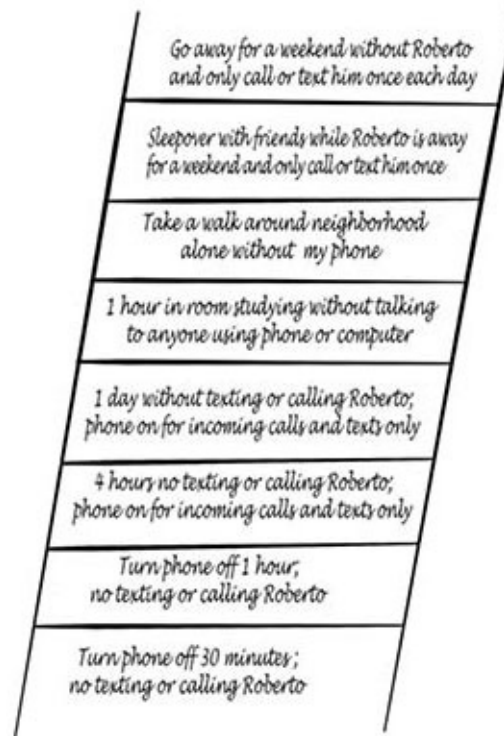 Go away for a weekend without Roberto
and only call or text him once each day
Sleepover with friends while Roberto is away
for a weekend and only call or text him once
Take a walk around neighborhood
alone without my phone
1 hour in room studying without talking
to anyone using phone or computer
1 day without texting or calling Roberto;
phone on for incoming calls and texts only
4 hours no texting or calling Roberto;
phone on for incoming calls and texts only
Turn phone off 1 hour;
no texting or calling Roberto
Turn phone off 30 minutes;
no texting or calling Roberto